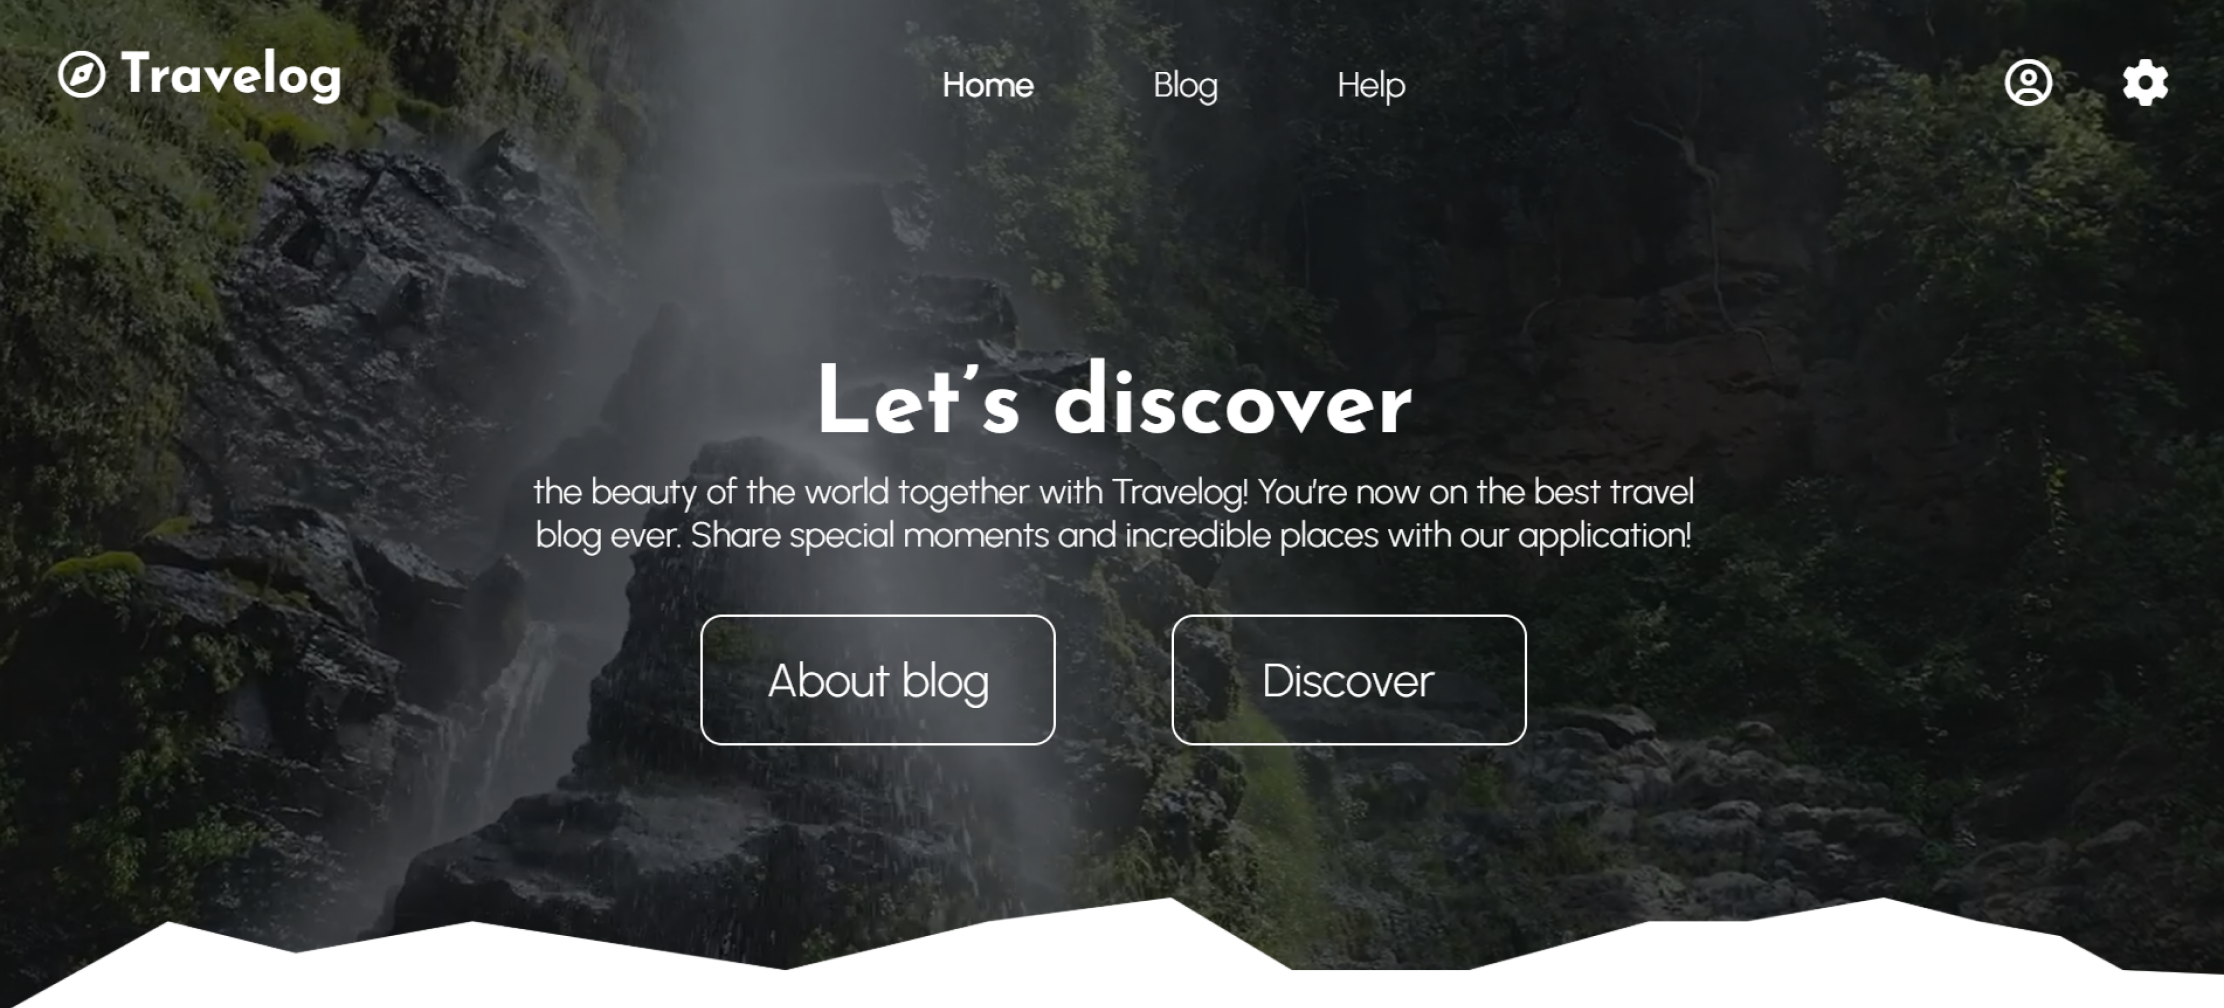 Travelog
Home Blog Help
Let’s discover
the beauty of the world together with Travelog! You're now on the best travel
blog ever. Share special moments and incredible places with our application!
About blog Discover